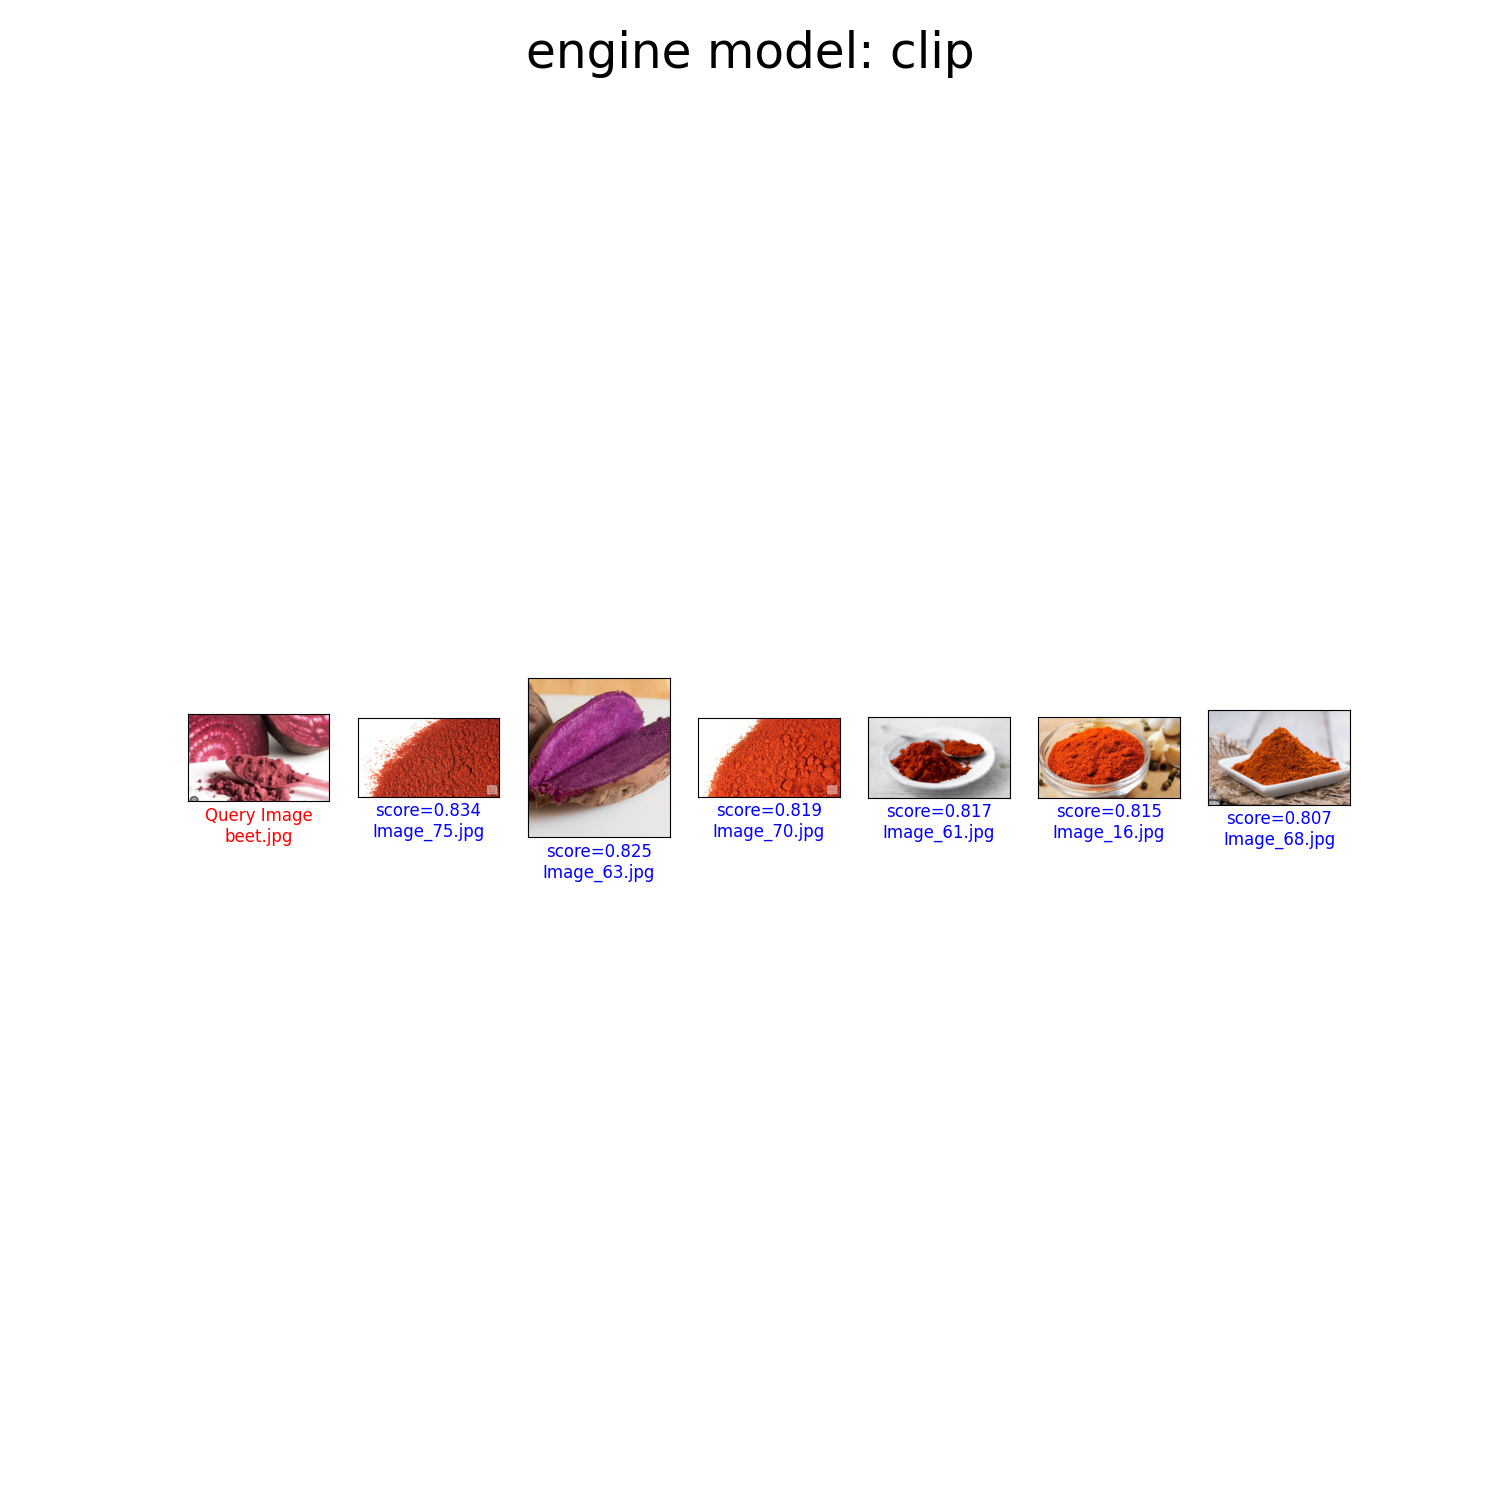 engine model: clip
Query Image
beet.jpg
score=0.834
Image_75.jpg
score=0.825
Image_63.jpg
score=0.819
Image_70.jpg
score=0.817
Image_61.jpg
score=0.815
Image_16.jpg
score=0.807
Image_68.jpg